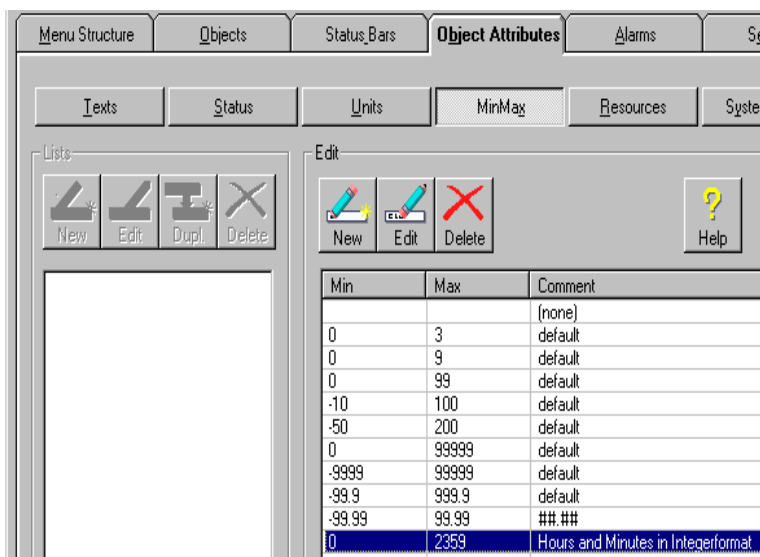 Menu Structure Objects Status_Bars Object Attributes Alarms Se
Texts Status Units MinMax Resources Syste
Lists Edit
New Edit Dupl. Delete New Edit Delete Help
Min Max Comment
(none)
0 3 default
0 9 default
0 99 default
-10 100 default
-50 200 default
0 99999 default
-9999 99999 default
-99.9 999.9 default
-99.99 99.99 ##.##
0 2359 Hours and Minutes in Integerformat